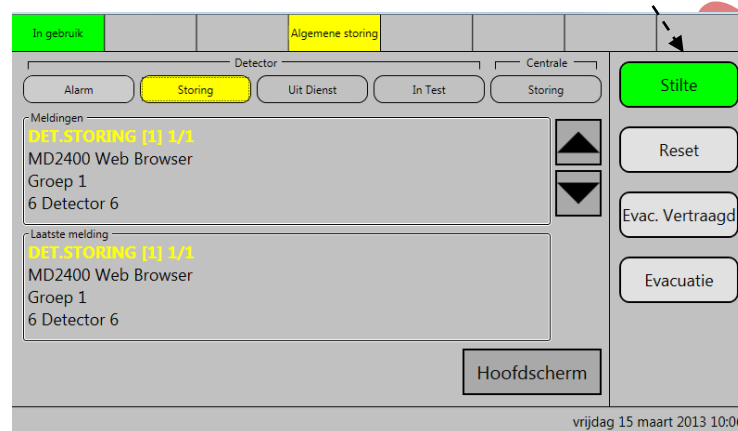 In gebruik
Algemene storing
Detector
Centrale
Alarm
Storing
Uit Dienst
In Test
Storing
Stilte
Meldingen
DET.STORING [1] 1/1
MD2400 Web Browser
Groep 1
6 Detector 6
Reset
Evac. Vertraagd
Laatste melding
DET.STORING [1] 1/1
MD2400 Web Browser
Groep 1
6 Detector 6
Evacuatie
Hoofdscherm
vrijdag 15 maart 2013 10:06